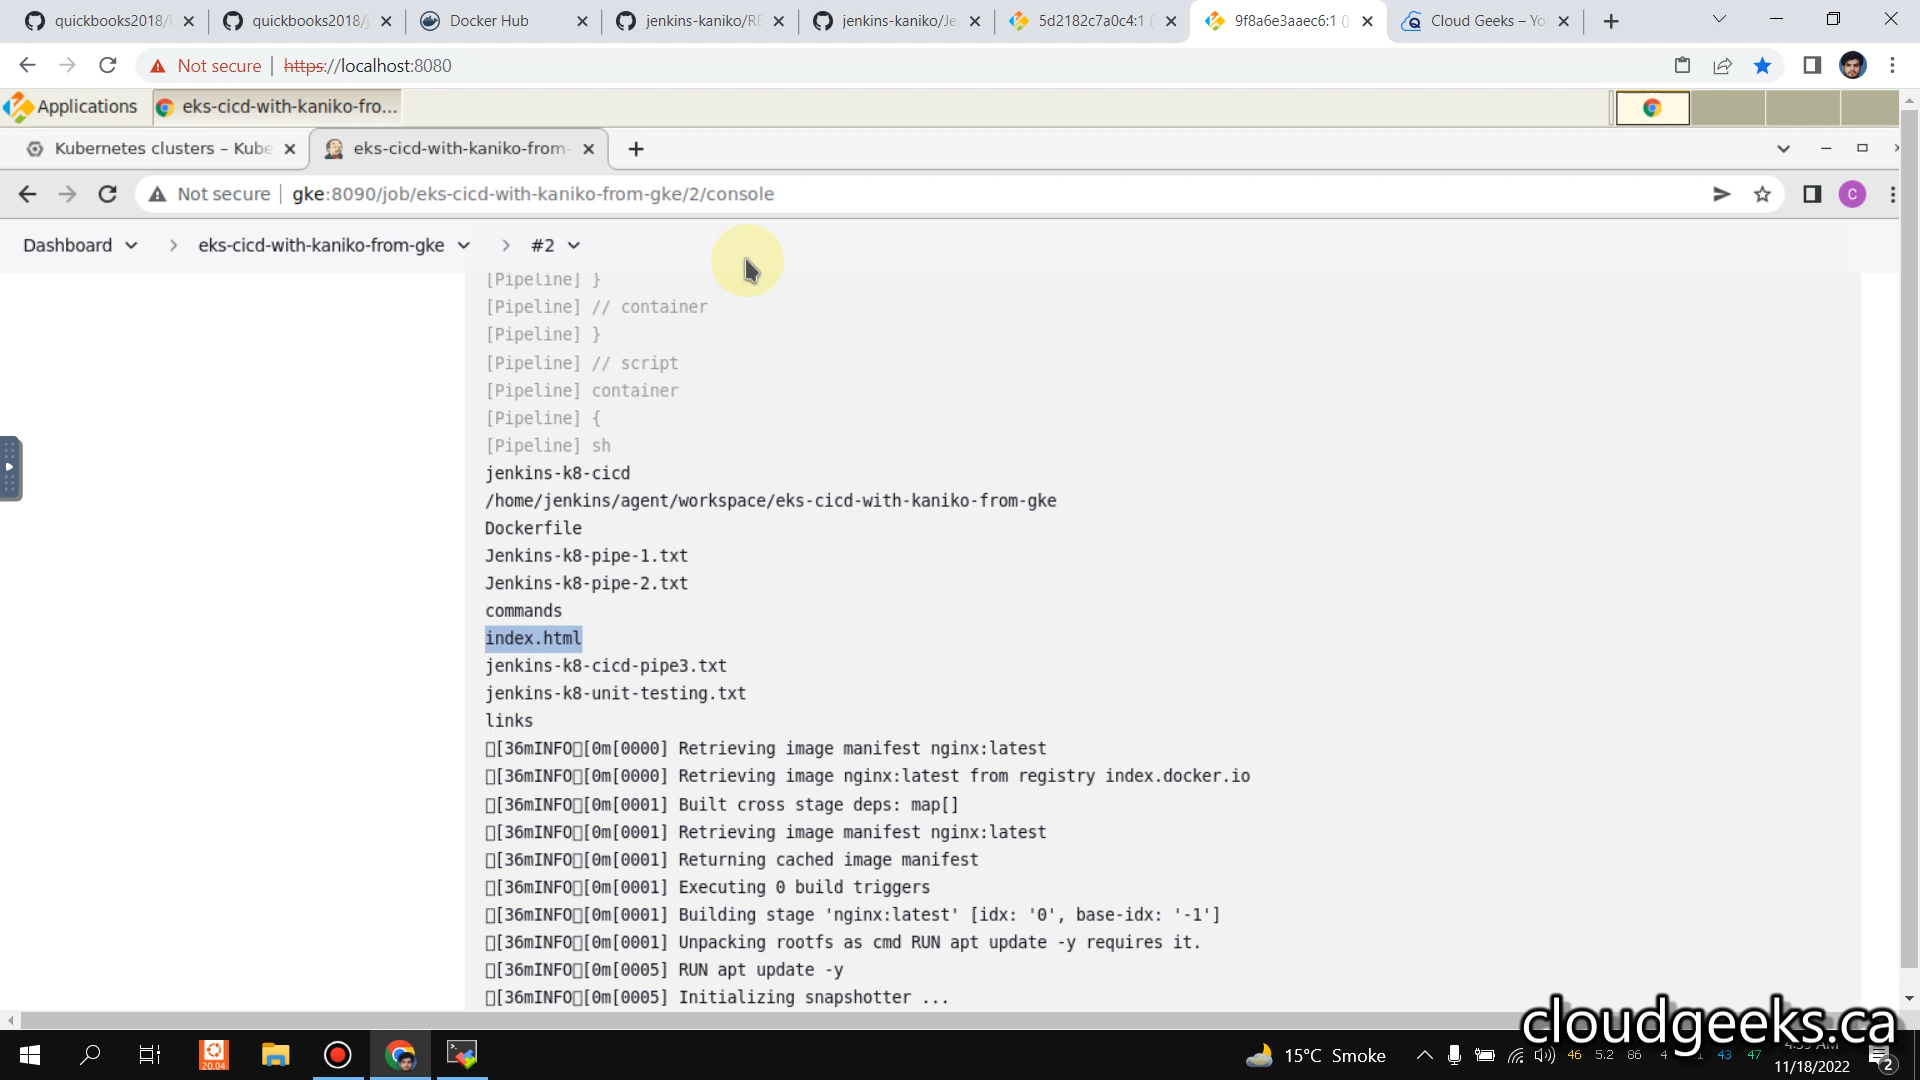 quickbooks2018/
quickbooks2018/j
Docker Hub
jenkins-kaniko/RE
jenkins-kaniko/Je
5d2182c7a0c4:1 (
9f8a6e3aaec6:1 ()
Cloud Geeks – Yo
Not secure | https://localhost:8080
Applications
eks-cicd-with-kaniko-fro...
Kubernetes clusters – Kube
eks-cicd-with-kaniko-from-
Not secure | gke:8090/job/eks-cicd-with-kaniko-from-gke/2/console
C
Dashboard
eks-cicd-with-kaniko-from-gke
#2
[Pipeline] }
[Pipeline] // container
[Pipeline] }
[Pipeline] // script
[Pipeline] container
[Pipeline] {
[Pipeline] sh
jenkins-k8-cicd
/home/jenkins/agent/workspace/eks-cicd-with-kaniko-from-gke
Dockerfile
Jenkins-k8-pipe-1.txt
Jenkins-k8-pipe-2.txt
commands
index.html
jenkins-k8-cicd-pipe3.txt
jenkins-k8-unit-testing.txt
links
[36mINFO[0m[0000] Retrieving image manifest nginx:latest
[36mINFO[0m[0000] Retrieving image nginx:latest from registry index.docker.io
[36mINFO[0m[0001] Built cross stage deps: map[]
[36mINFO[0m[0001] Retrieving image manifest nginx:latest
[36mINFO[0m[0001] Returning cached image manifest
[36mINFO[0m[0001] Executing 0 build triggers
[36mINFO[0m[0001] Building stage 'nginx:latest' [idx: '0', base-idx: '-1']
[36mINFO[0m[0001] Unpacking rootfs as cmd RUN apt update -y requires it.
[36mINFO[0m[0005] RUN apt update -y
[36mINFO[0m[0005] Initializing snapshotter ...
cloudgeeks.ca
20.04
15°C Smoke
46 5.2 86 43 47
11/18/2022
2